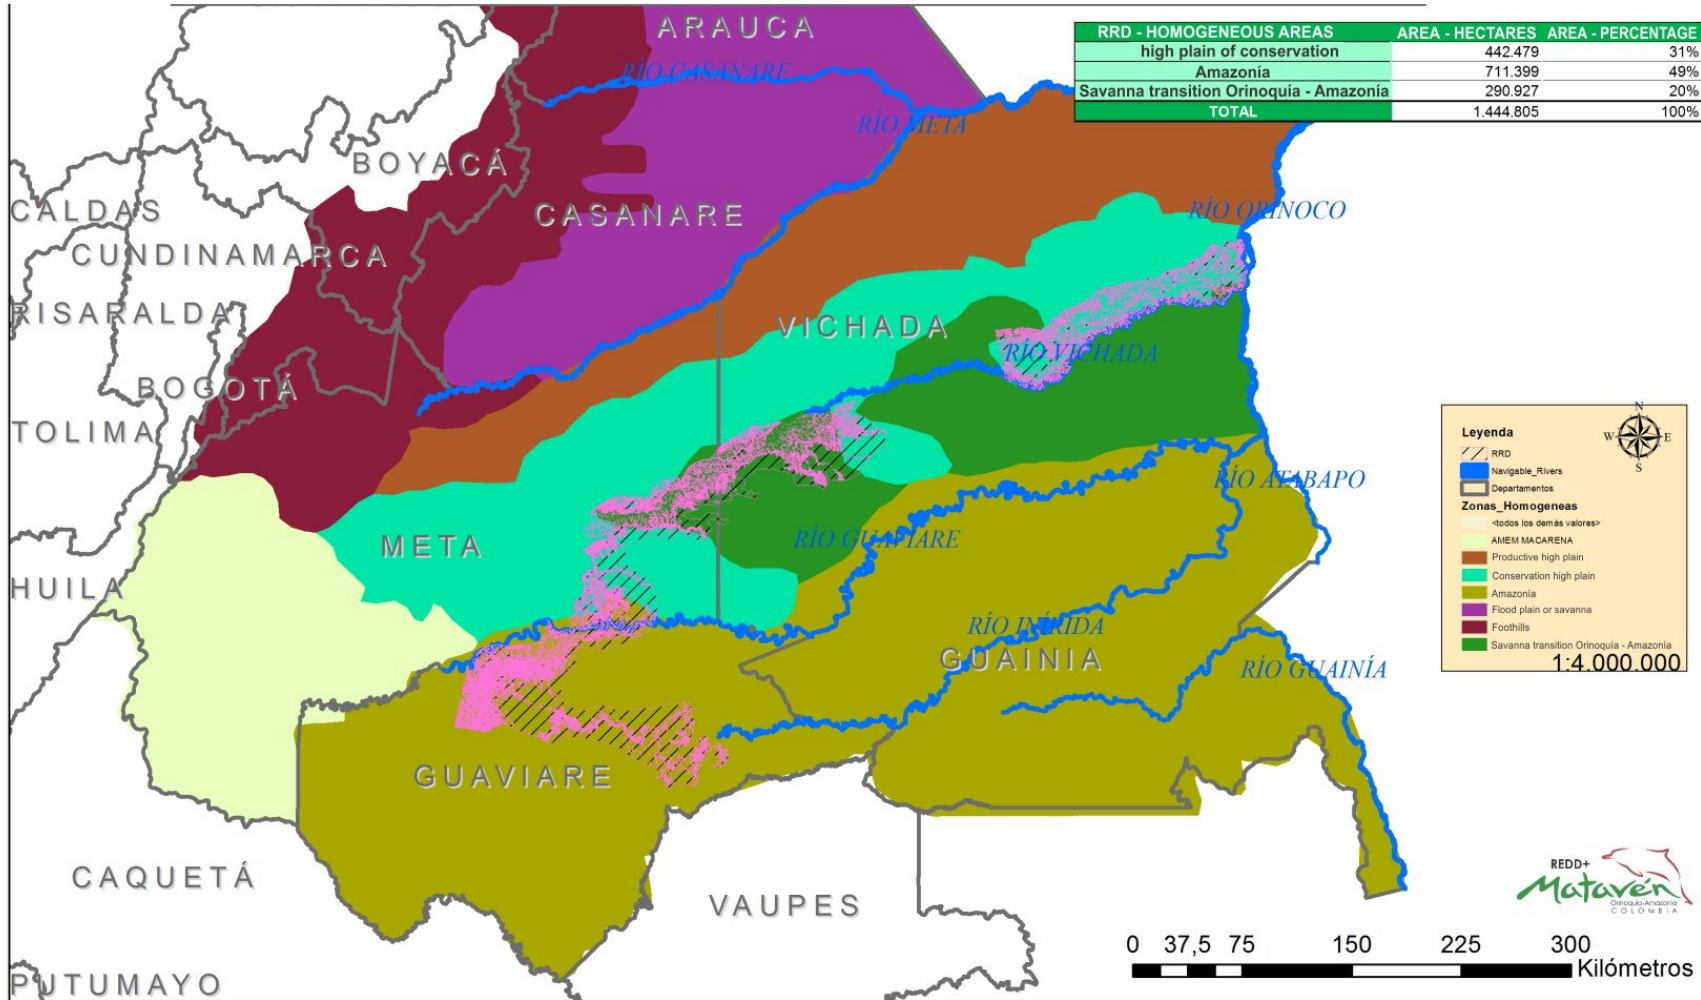 RRD - HOMOGENEOUS AREAS AREA - HECTARES AREA - PERCENTAGE
high plain of conservation 442.479 31%
Amazonía 711.399 49%
Savanna transition Orinoquía - Amazonía 290.927 20%
TOTAL 1.444.805 100%
ARAUCA
RÍO CASANARE
RÍO META
BOYACÁ
CALDAS
CASANARE
RÍO ORINOCO
CUNDINAMARCA
RISARALDA
VICHADA
RÍO VICHADA
BOGOTÁ
TOLIMA
RÍO ATABAPO
META
RÍO GUAVIARE
HUILA
RÍO INÍRIDA
GUAINIA
RÍO GUAINÍA
GUAVIARE
CAQUETÁ
VAUPES
PUTUMAYO
N
W E
S
Leyenda
RRD
Navigable_Rivers
Departamentos
Zonas_Homogeneas
<todos los demás valores>
AMEM MACARENA
Productive high plain
Conservation high plain
Amazonia
Flood plain or savanna
Foothills
Savanna transition Orinoquia - Amazonia
1:4.000.000
REDD+
Matavén
Orinoquia-Amazonia
COLOMBIA
0 37,5 75 150 225 300
Kilómetros